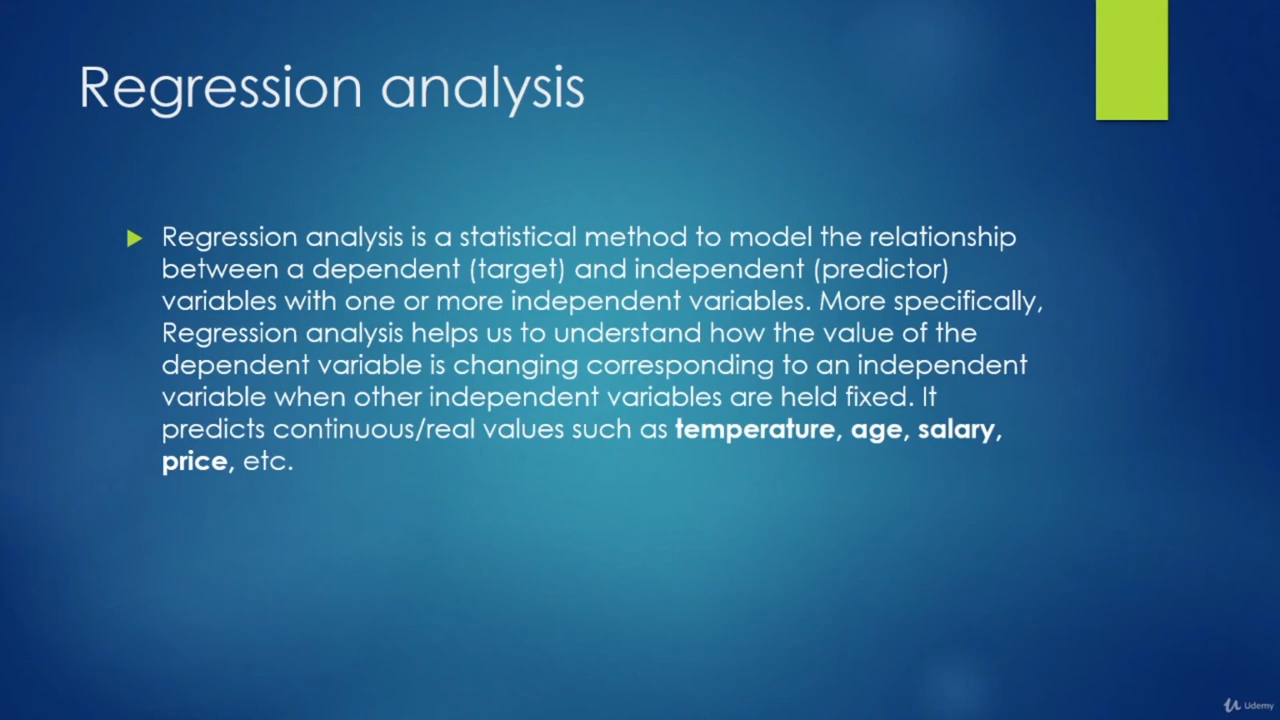 Regression analysis
Regression analysis is a statistical method to model the relationship
between a dependent (target) and independent (predictor)
variables with one or more independent variables. More specifically,
Regression analysis helps us to understand how the value of the
dependent variable is changing corresponding to an independent
variable when other independent variables are held fixed. It
predicts continuous/real values such as temperature, age, salary,
price, etc.
Udemy